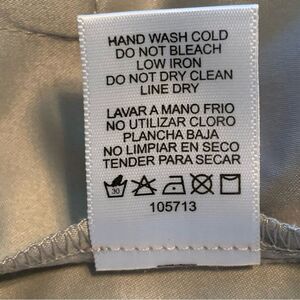 HAND WASH COLD
DO NOT BLEACH
LOW IRON
DO NOT DRY CLEAN
LINE DRY
LAVAR A MANO FRIO
NO UTILIZAR CLORO
PLANCHA BAJA
NO LIMPIAR EN SECO
TENDER PARA SECAR
30
105713